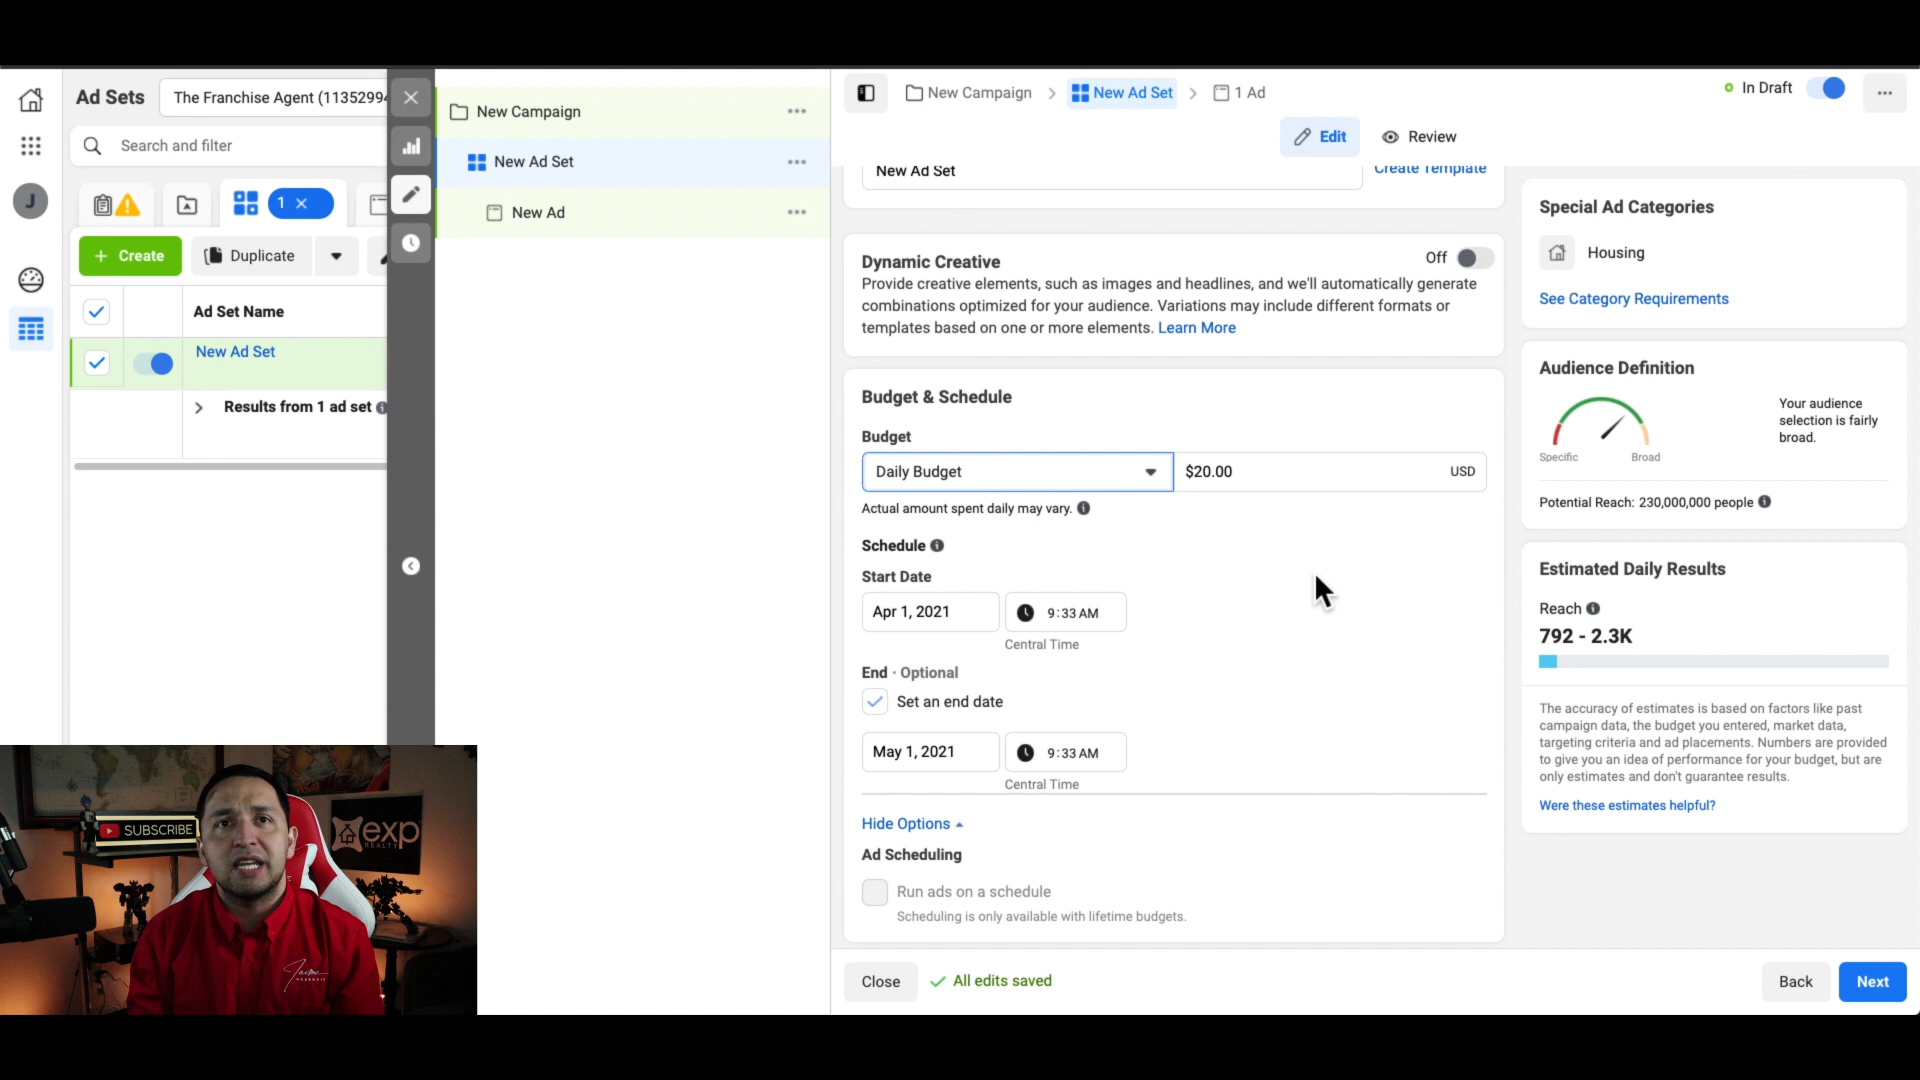 Ad Sets
The Franchise Agent (11352994
Search and filter
J
1
+ Create
Duplicate
Ad Set Name
New Ad Set
Results from 1 ad set
New Campaign
New Ad Set
New Ad
New Campaign
New Ad Set
1 Ad
In Draft
Edit
Review
New Ad Set
Create Template
Dynamic Creative
Off
Provide creative elements, such as images and headlines, and we'll automatically generate
combinations optimized for your audience. Variations may include different formats or
templates based on one or more elements. Learn More
Budget & Schedule
Budget
Daily Budget
$20.00
USD
Actual amount spent daily may vary.
Schedule
Start Date
Apr 1, 2021
9:33 AM
Central Time
End · Optional
Set an end date
May 1, 2021
9:33 AM
Central Time
Hide Options
Ad Scheduling
Run ads on a schedule
Scheduling is only available with lifetime budgets.
Close
All edits saved
Back
Next
Special Ad Categories
Housing
See Category Requirements
Audience Definition
Your audience
selection is fairly
broad.
Specific
Broad
Potential Reach: 230,000,000 people
Estimated Daily Results
Reach
792 - 2.3K
The accuracy of estimates is based on factors like past
campaign data, the budget you entered, market data,
targeting criteria and ad placements. Numbers are provided
to give you an idea of performance for your budget, but are
only estimates and don't guarantee results.
Were these estimates helpful?
SUBSCRIBE
exp
REALTY
Jaime